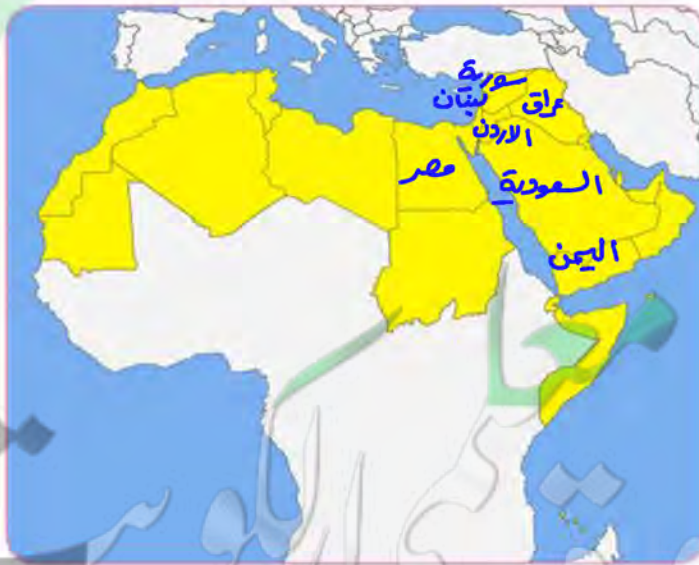 سورية
لبنان
عراق
الاردن
مصر
السعودية
اليمن